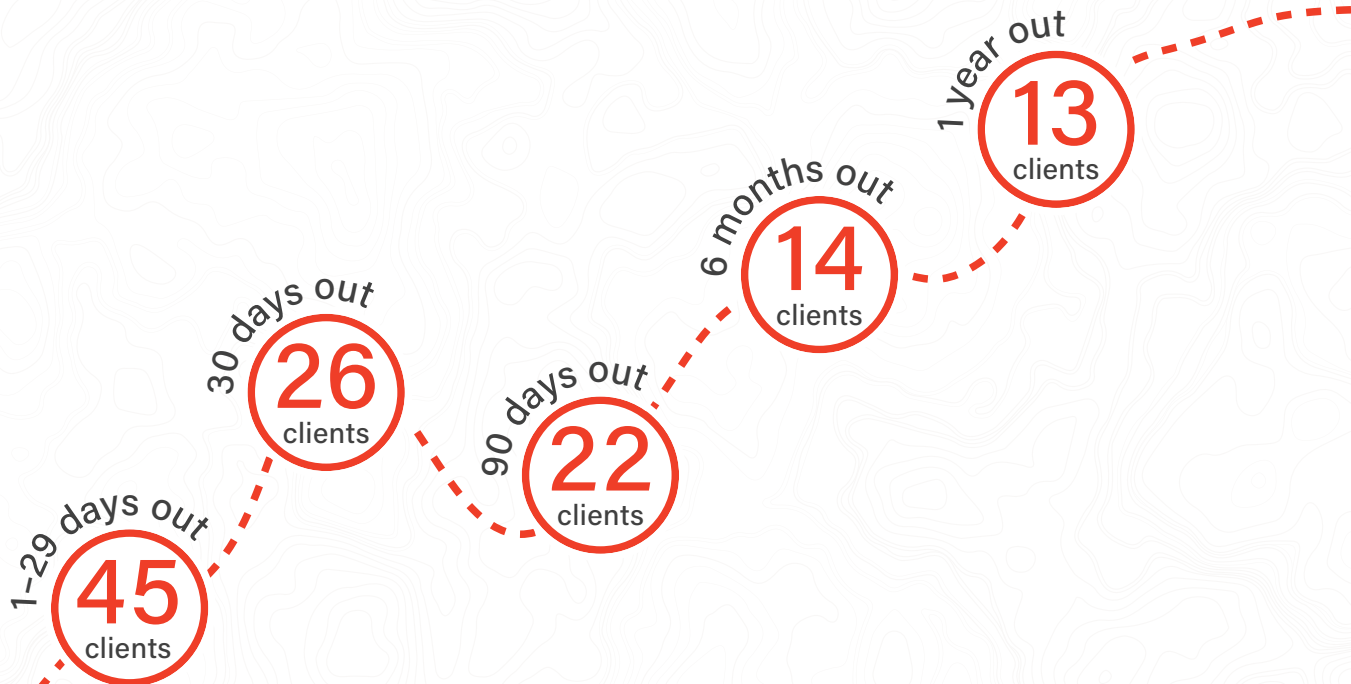 1–29 days out
45
clients
30 days out
26
clients
90 days out
22
clients
6 months out
14
clients
1 year out
13
clients